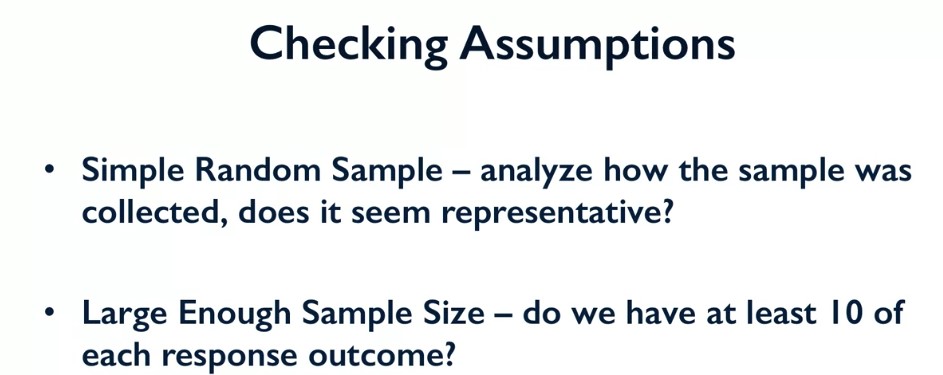 Checking Assumptions
• Simple Random Sample – analyze how the sample was
collected, does it seem representative?
• Large Enough Sample Size – do we have at least 10 of
each response outcome?